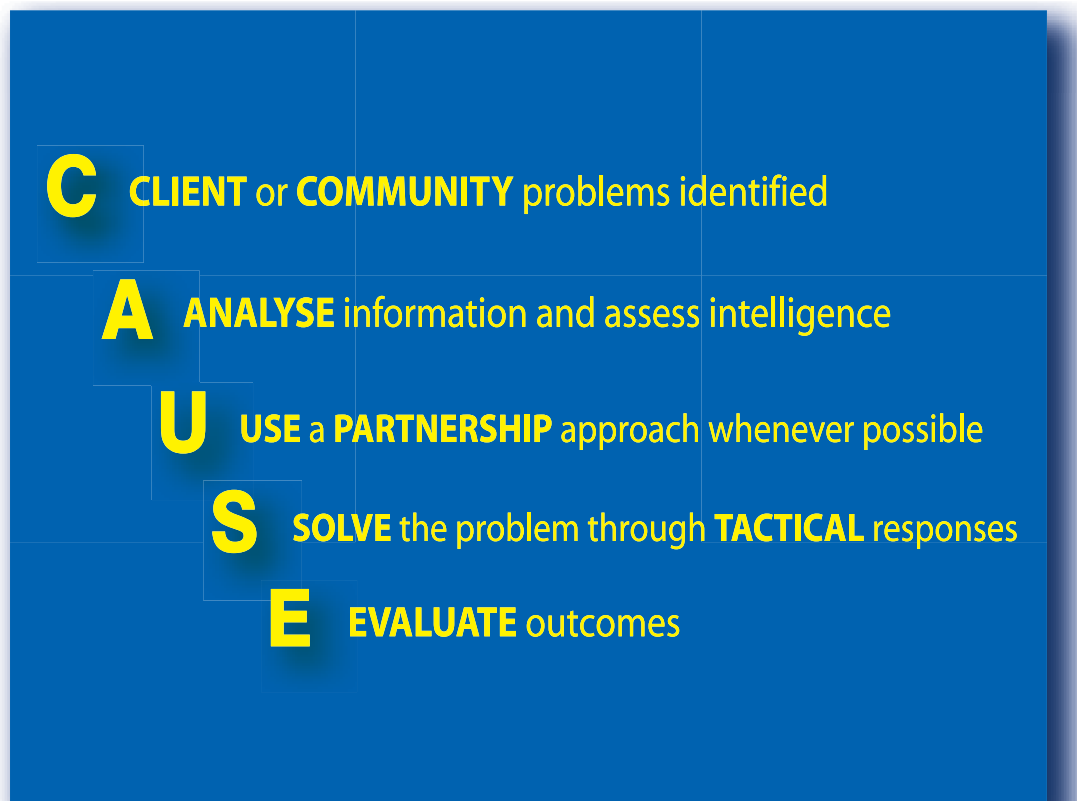 C CLIENT or COMMUNITY problems identified
A ANALYSE information and assess intelligence
U USE a PARTNERSHIP approach whenever possible
S SOLVE the problem through TACTICAL responses
E EVALUATE outcomes